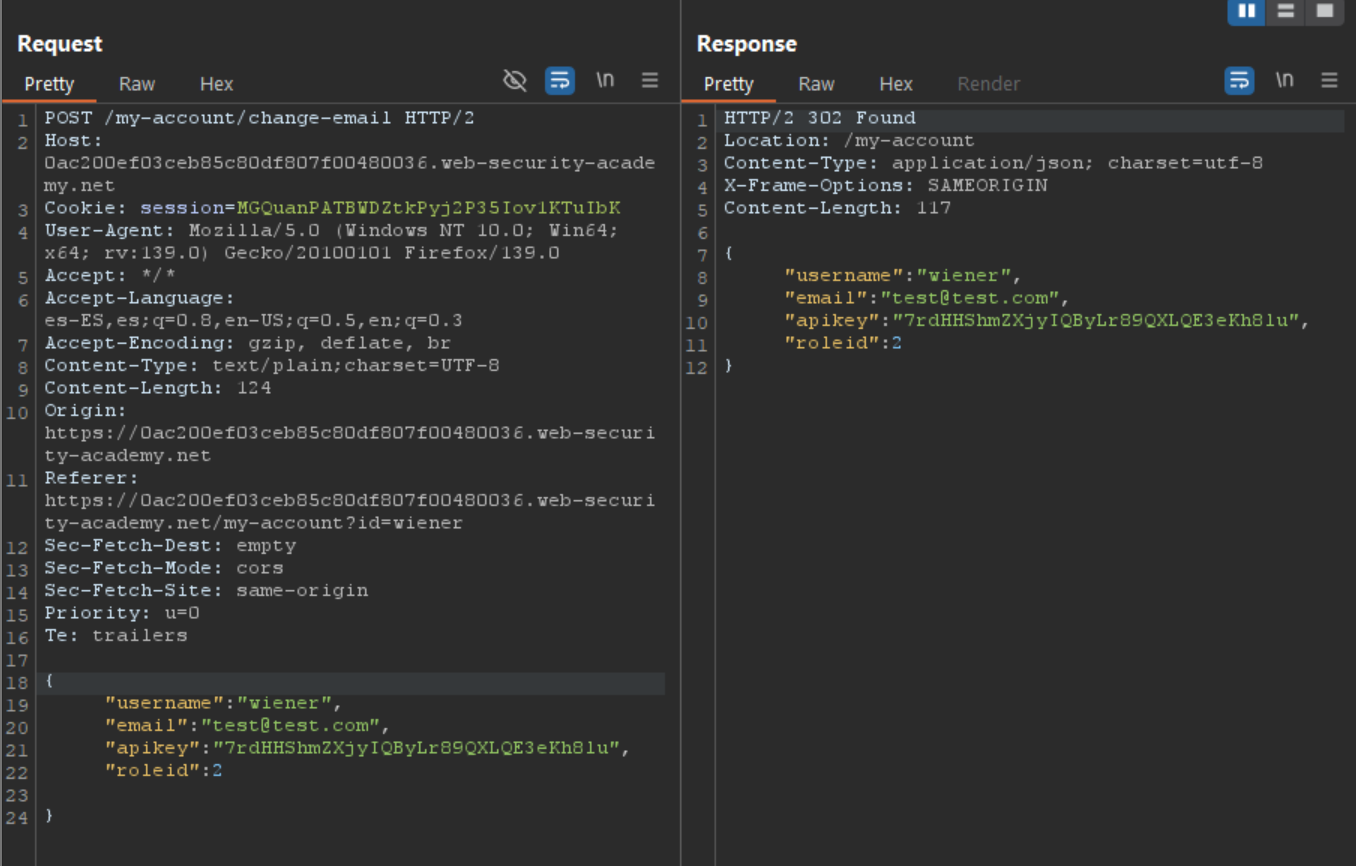 Request
Pretty Raw Hex \n
1 POST /my-account/change-email HTTP/2
2 Host:
0ac200ef03ceb85c80df807f00480036.web-security-acade
my.net
3 Cookie: session=MGQuanPATBWDZtkPyj2P35Iov1KTuIbK
4 User-Agent: Mozilla/5.0 (Windows NT 10.0; Win64;
x64; rv:139.0) Gecko/20100101 Firefox/139.0
5 Accept: */*
6 Accept-Language:
es-ES,es;q=0.8,en-US;q=0.5,en;q=0.3
7 Accept-Encoding: gzip, deflate, br
8 Content-Type: text/plain;charset=UTF-8
9 Content-Length: 124
10 Origin:
https://0ac200ef03ceb85c80df807f00480036.web-securi
ty-academy.net
11 Referer:
https://0ac200ef03ceb85c80df807f00480036.web-securi
ty-academy.net/my-account?id=wiener
12 Sec-Fetch-Dest: empty
13 Sec-Fetch-Mode: cors
14 Sec-Fetch-Site: same-origin
15 Priority: u=0
16 Te: trailers
17
18 {
19 "username":"wiener",
20 "email":"test@test.com",
21 "apikey":"7rdHHShmZXjyIQByLr89QXLQE3eKh8lu",
22 "roleid":2
23
24 }
Response
Pretty Raw Hex Render \n
1 HTTP/2 302 Found
2 Location: /my-account
3 Content-Type: application/json; charset=utf-8
4 X-Frame-Options: SAMEORIGIN
5 Content-Length: 117
6
7 {
8 "username":"wiener",
9 "email":"test@test.com",
10 "apikey":"7rdHHShmZXjyIQByLr89QXLQE3eKh8lu",
11 "roleid":2
12 }